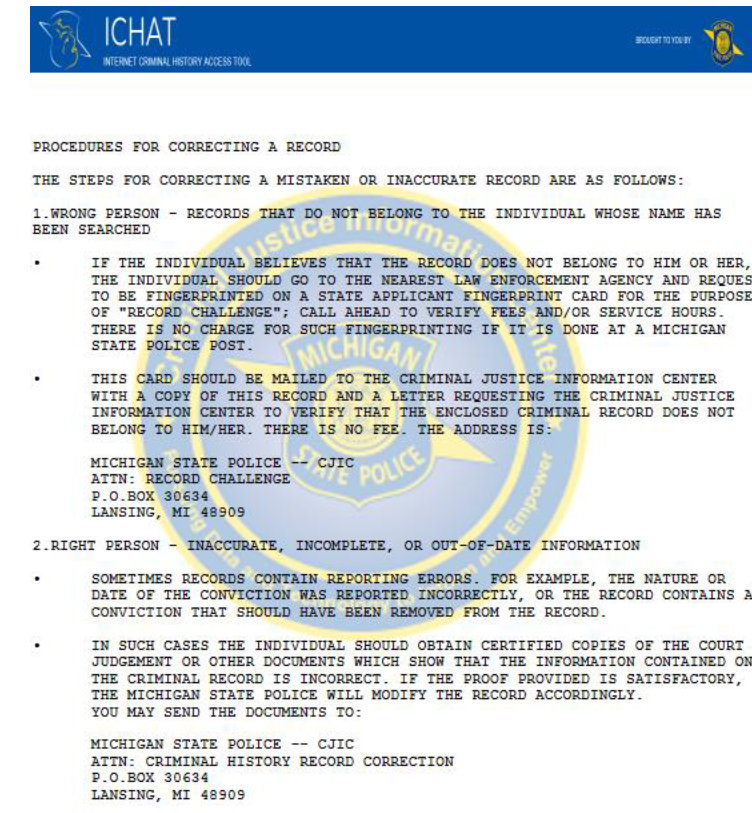 ICHAT
INTERNET CRIMINAL HISTORY ACCESS TOOL
BROUGHT TO YOU BY
PROCEDURES FOR CORRECTING A RECORD
THE STEPS FOR CORRECTING A MISTAKEN OR INACCURATE RECORD ARE AS FOLLOWS:
1.WRONG PERSON - RECORDS THAT DO NOT BELONG TO THE INDIVIDUAL WHOSE NAME HAS
BEEN SEARCHED
• IF THE INDIVIDUAL BELIEVES THAT THE RECORD DOES NOT BELONG TO HIM OR HER,
THE INDIVIDUAL SHOULD GO TO THE NEAREST LAW ENFORCEMENT AGENCY AND REQUES
TO BE FINGERPRINTED ON A STATE APPLICANT FINGERPRINT CARD FOR THE PURPOSE
OF "RECORD CHALLENGE"; CALL AHEAD TO VERIFY FEES AND/OR SERVICE HOURS.
THERE IS NO CHARGE FOR SUCH FINGERPRINTING IF IT IS DONE AT A MICHIGAN
STATE POLICE POST.
• THIS CARD SHOULD BE MAILED TO THE CRIMINAL JUSTICE INFORMATION CENTER
WITH A COPY OF THIS RECORD AND A LETTER REQUESTING THE CRIMINAL JUSTICE
INFORMATION CENTER TO VERIFY THAT THE ENCLOSED CRIMINAL RECORD DOES NOT
BELONG TO HIM/HER. THERE IS NO FEE. THE ADDRESS IS:
MICHIGAN STATE POLICE -- CJIC
ATTN: RECORD CHALLENGE
P.O.BOX 30634
LANSING, MI 48909
2.RIGHT PERSON - INACCURATE, INCOMPLETE, OR OUT-OF-DATE INFORMATION
• SOMETIMES RECORDS CONTAIN REPORTING ERRORS. FOR EXAMPLE, THE NATURE OR
DATE OF THE CONVICTION WAS REPORTED INCORRECTLY, OR THE RECORD CONTAINS A
CONVICTION THAT SHOULD HAVE BEEN REMOVED FROM THE RECORD.
• IN SUCH CASES THE INDIVIDUAL SHOULD OBTAIN CERTIFIED COPIES OF THE COURT
JUDGEMENT OR OTHER DOCUMENTS WHICH SHOW THAT THE INFORMATION CONTAINED ON
THE CRIMINAL RECORD IS INCORRECT. IF THE PROOF PROVIDED IS SATISFACTORY,
THE MICHIGAN STATE POLICE WILL MODIFY THE RECORD ACCORDINGLY.
YOU MAY SEND THE DOCUMENTS TO:
MICHIGAN STATE POLICE -- CJIC
ATTN: CRIMINAL HISTORY RECORD CORRECTION
P.O.BOX 30634
LANSING, MI 48909
Criminal Justice Information Center
MICHIGAN
STATE POLICE